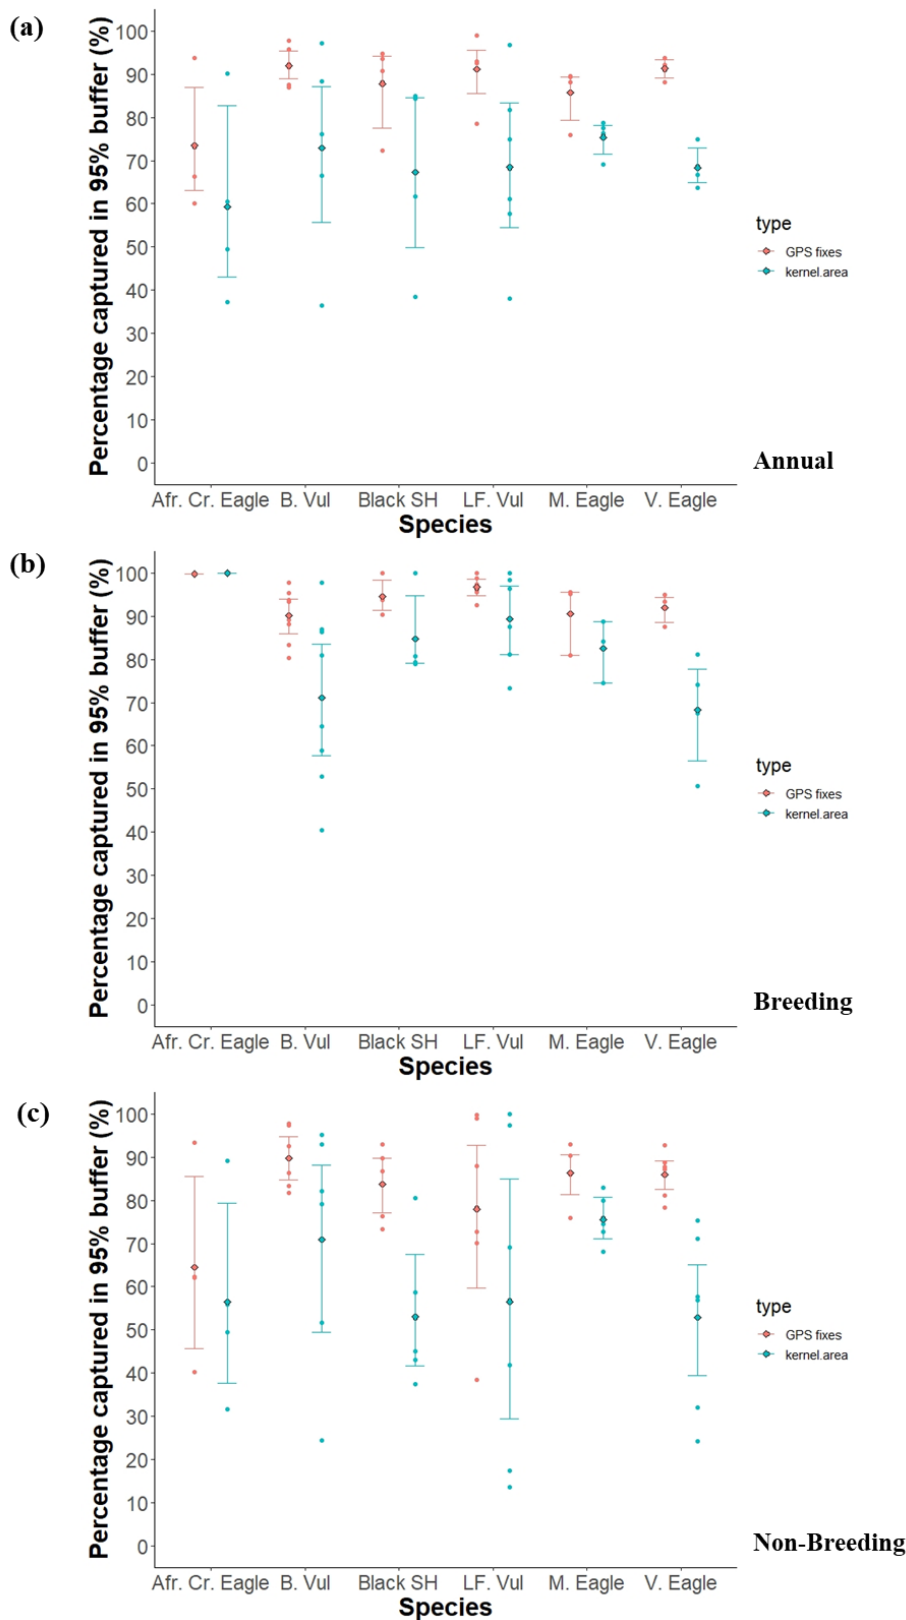 (a)
Percentage captured in 95% buffer (%)
100
90
80
70
60
50
40
30
20
10
0
Afr. Cr. Eagle B. Vul Black SH LF. Vul M. Eagle V. Eagle
Species
type
GPS fixes
kernel.area
Annual
(b)
Percentage captured in 95% buffer (%)
100
90
80
70
60
50
40
30
20
10
0
Afr. Cr. Eagle B. Vul Black SH LF. Vul M. Eagle V. Eagle
Species
type
GPS fixes
kernel.area
Breeding
(c)
Percentage captured in 95% buffer (%)
100
90
80
70
60
50
40
30
20
10
0
Afr. Cr. Eagle B. Vul Black SH LF. Vul M. Eagle V. Eagle
Species
type
GPS fixes
kernel.area
Non-Breeding